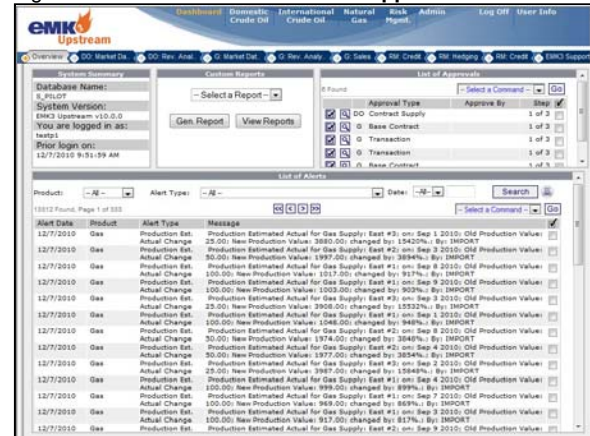 eMK3
Upstream
Dashboard Domestic Crude Oil International Crude Oil Natural Gas Risk Mgmt. Admin Log Off User Info
Overview DO: Market Da.. DO: Rev. Anal.. G: Market Dat.. G: Rev. Analy.. G: Sales RM: Credit RM: Hedging RM: Credit EMK3 Support
System Summary
Database Name:
S_PILOT
System Version:
EMK3 Upstream v10.0.0
You are logged in as:
testp1
Prior login on:
12/7/2010 9:51:59 AM
Custom Reports
- Select a Report -
Gen. Report View Reports
List of Approvals
Found - Select a Command - Go
Approval Type Approve By Step
DO Contract Supply 1 of 3
G Base Contract 1 of 3
G Transaction 1 of 3
G Transaction 1 of 3
G Base Contract 1 of 3
List of Alerts
Product: - All - Alert Type: - All - Date: -All- Search
Found, Page 1 of - Select a Command - Go
Alert Date Product Alert Type Message
12/7/2010 Gas Production Est. Production Estimated Actual for Gas Supply: East #3; on: Sep 1 2010: Old Production Value:
Actual Change 25.00; New Production Value: 3880.00; changed by: 15420%.; By: IMPORT
12/7/2010 Gas Production Est. Production Estimated Actual for Gas Supply: East #2; on: Sep 3 2010: Old Production Value:
Actual Change 50.00; New Production Value: 1997.00; changed by: 3894%.; By: IMPORT
12/7/2010 Gas Production Est. Production Estimated Actual for Gas Supply: East #1; on: Sep 8 2010: Old Production Value:
Actual Change 100.00; New Production Value: 1017.00; changed by: 917%.; By: IMPORT
12/7/2010 Gas Production Est. Production Estimated Actual for Gas Supply: East #1; on: Sep 9 2010: Old Production Value:
Actual Change 100.00; New Production Value: 1003.00; changed by: 903%.; By: IMPORT
12/7/2010 Gas Production Est. Production Estimated Actual for Gas Supply: East #3; on: Sep 3 2010: Old Production Value:
Actual Change 25.00; New Production Value: 3908.00; changed by: 15532%.; By: IMPORT
12/7/2010 Gas Production Est. Production Estimated Actual for Gas Supply: East #1; on: Sep 1 2010: Old Production Value:
Actual Change 100.00; New Production Value: 1048.00; changed by: 948%.; By: IMPORT
12/7/2010 Gas Production Est. Production Estimated Actual for Gas Supply: East #2; on: Sep 8 2010: Old Production Value:
Actual Change 50.00; New Production Value: 1974.00; changed by: 3848%.; By: IMPORT
12/7/2010 Gas Production Est. Production Estimated Actual for Gas Supply: East #2; on: Sep 9 2010: Old Production Value:
Actual Change 50.00; New Production Value: 1977.00; changed by: 3854%.; By: IMPORT
12/7/2010 Gas Production Est. Production Estimated Actual for Gas Supply: East #3; on: Sep 2 2010: Old Production Value:
Actual Change 25.00; New Production Value: 3987.00; changed by: 15848%.; By: IMPORT
12/7/2010 Gas Production Est. Production Estimated Actual for Gas Supply: East #1; on: Sep 4 2010: Old Production Value:
Actual Change 100.00; New Production Value: 999.00; changed by: 899%.; By: IMPORT
12/7/2010 Gas Production Est. Production Estimated Actual for Gas Supply: East #1; on: Sep 7 2010: Old Production Value:
Actual Change 100.00; New Production Value: 969.00; changed by: 869%.; By: IMPORT
12/7/2010 Gas Production Est. Production Estimated Actual for Gas Supply: East #1; on: Sep 3 2010: Old Production Value:
Actual Change 100.00; New Production Value: 917.00; changed by: 817%.; By: IMPORT
12/7/2010 Gas Production Est. Production Estimated Actual for Gas Supply: East #2; on: Sep 9 2010: Old Production Value: